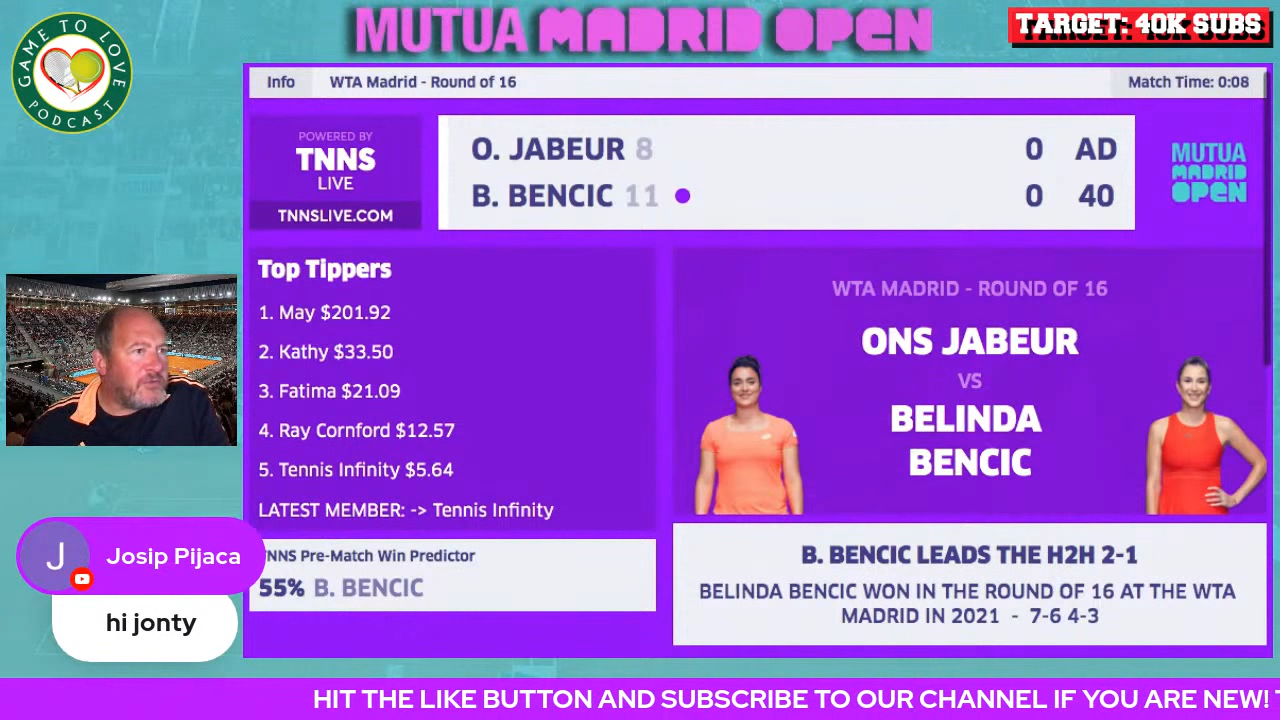 GAME TO LOVE
PODCAST
MUTUA MADRID OPEN
TARGET: 40K SUBS
Info
WTA Madrid - Round of 16
Match Time: 0:08
POWERED BY
TNNS
LIVE
TNNSLIVE.COM
O. JABEUR 8 0 AD
B. BENCIC 11 0 40
MUTUA
MADRID
OPEN
Top Tippers
1. May $201.92
2. Kathy $33.50
3. Fatima $21.09
4. Ray Cornford $12.57
5. Tennis Infinity $5.64
LATEST MEMBER: -> Tennis Infinity
WTA MADRID - ROUND OF 16
ONS JABEUR
VS
BELINDA
BENCIC
J
Josip Pijaca
hi jonty
TNNS Pre-Match Win Predictor
55% B. BENCIC
B. BENCIC LEADS THE H2H 2-1
BELINDA BENCIC WON IN THE ROUND OF 16 AT THE WTA
MADRID IN 2021 - 7-6 4-3
HIT THE LIKE BUTTON AND SUBSCRIBE TO OUR CHANNEL IF YOU ARE NEW!